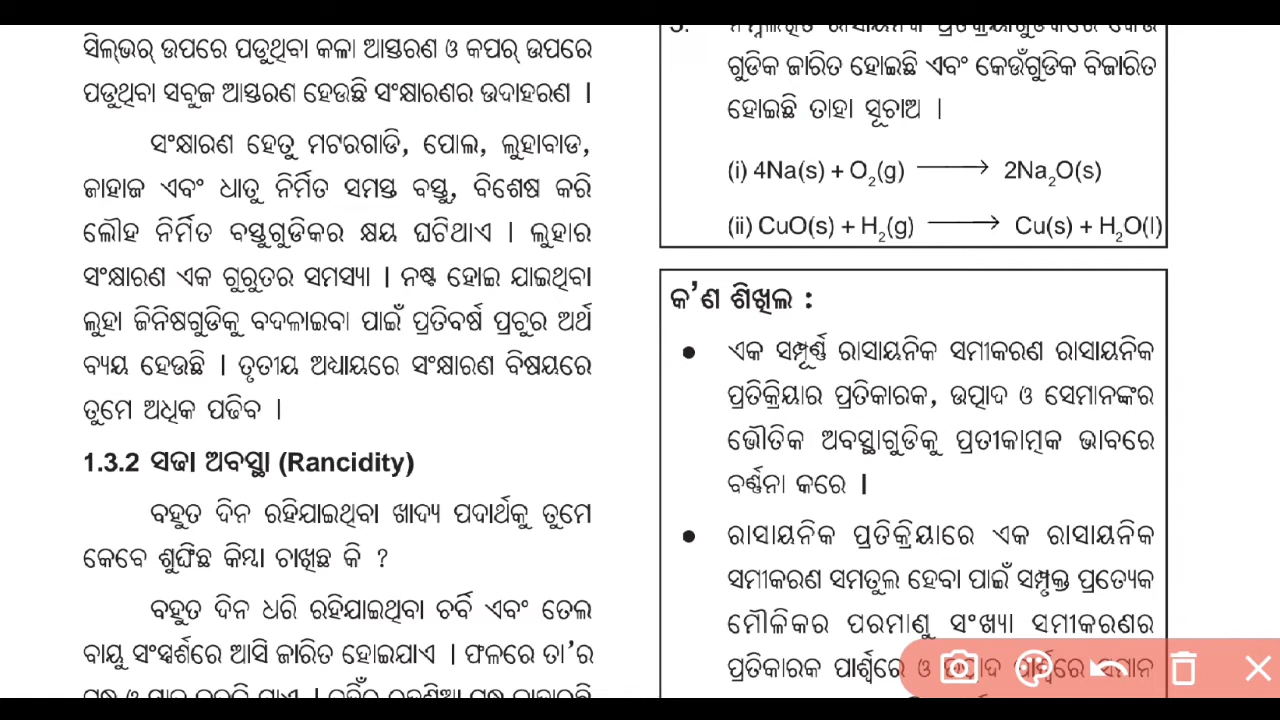 ସିଲ୍‌ଭର୍ ଉପରେ ପଡୁଥିବା କଳା ଆସ୍ତରଣ ଓ କପର୍ ଉପରେ
ପଡୁଥିବା ସବୁଜ ଆସ୍ତରଣ ହେଉଛି ସଂକ୍ଷାରଣର ଉଦାହରଣ ।
ସଂକ୍ଷାରଣ ହେତୁ ମଟରଗାଡି, ପୋଲ, ଲୁହାବାଡ,
ଜାହାଜ ଏବଂ ଧାତୁ ନିର୍ମିତ ସମସ୍ତ ବସ୍ତୁ, ବିଶେଷ କରି
ଲୌହ ନିର୍ମିତ ବସ୍ତୁଗୁଡିକର କ୍ଷୟ ଘଟିଥାଏ । ଲୁହାର
ସଂକ୍ଷାରଣ ଏକ ଗୁରୁତର ସମସ୍ୟା । ନଷ୍ଟ ହୋଇ ଯାଇଥିବା
ଲୁହା ଜିନିଷଗୁଡିକୁ ବଦଳାଇବା ପାଇଁ ପ୍ରତିବର୍ଷ ପ୍ରଚୁର ଅର୍ଥ
ବ୍ୟୟ ହେଉଛି । ତୃତୀୟ ଅଧ୍ୟାୟରେ ସଂକ୍ଷାରଣ ବିଷୟରେ
ତୁମେ ଅଧିକ ପଢିବ ।
1.3.2 ସଢା ଅବସ୍ଥା (Rancidity)
ବହୁତ ଦିନ ରହିଯାଇଥିବା ଖାଦ୍ୟ ପଦାର୍ଥକୁ ତୁମେ
କେବେ ଶୁଙ୍ଘିଛ କିମ୍ଵା ଚାଖିଛ କି ?
ବହୁତ ଦିନ ଧରି ରହିଯାଇଥିବା ଚର୍ବି ଏବଂ ତେଲ
ବାୟୁ ସଂସ୍ପର୍ଶରେ ଆସି ଜାରିତ ହୋଇଯାଏ । ଫଳରେ ତା’ର
ଗୁଡିକ ଜାରିତ ହୋଇଛି ଏବଂ କେଉଁଗୁଡିକ ବିଜାରିତ
ହୋଇଛି ତାହା ସୂଚାଅ ।
(i) 4Na(s) + O₂(g) ⟶ 2Na₂O(s)
(ii) CuO(s) + H₂(g) ⟶ Cu(s) + H₂O(l)
କ’ଣ ଶିଖିଲ :
• ଏକ ସମ୍ପୂର୍ଣ୍ଣ ରାସାୟନିକ ସମୀକରଣ ରାସାୟନିକ
ପ୍ରତିକ୍ରିୟାର ପ୍ରତିକାରକ, ଉତ୍ପାଦ ଓ ସେମାନଙ୍କର
ଭୌତିକ ଅବସ୍ଥାଗୁଡିକୁ ପ୍ରତୀକାତ୍ମକ ଭାବରେ
ବର୍ଣ୍ଣନା କରେ ।
• ରାସାୟନିକ ପ୍ରତିକ୍ରିୟାରେ ଏକ ରାସାୟନିକ
ସମୀକରଣ ସମତୁଲ ହେବା ପାଇଁ ସମ୍ପୃକ୍ତ ପ୍ରତ୍ୟେକ
ମୌଳିକର ପରମାଣୁ ସଂଖ୍ୟା ସମୀକରଣର
ପ୍ରତିକାରକ ପାର୍ଶ୍ୱରେ ଓ ଉତ୍ପାଦ ପାର୍ଶ୍ୱରେ ସମାନ